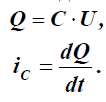 Q = C · U,
i_C = dQ/dt.